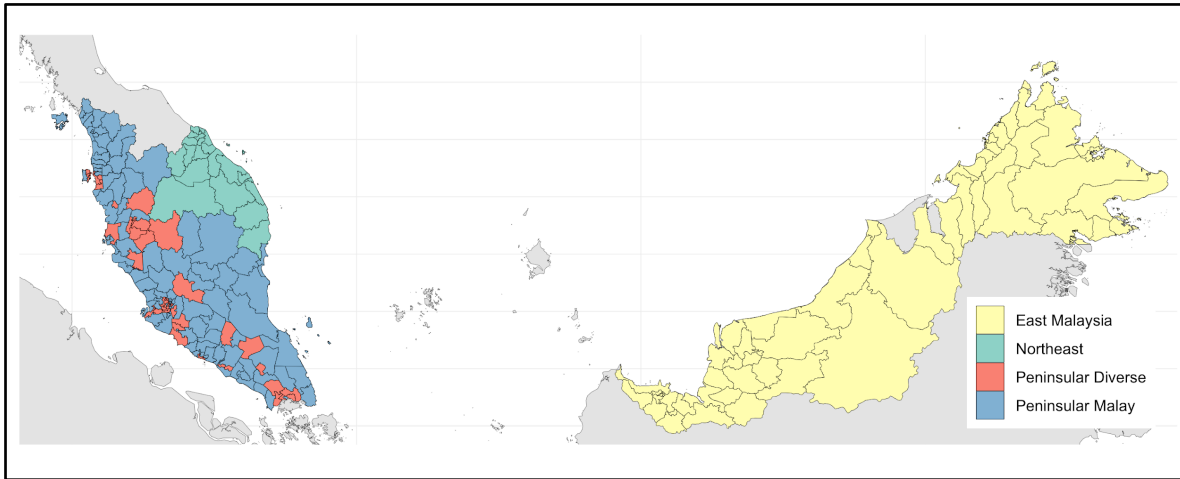 East Malaysia
Northeast
Peninsular Diverse
Peninsular Malay